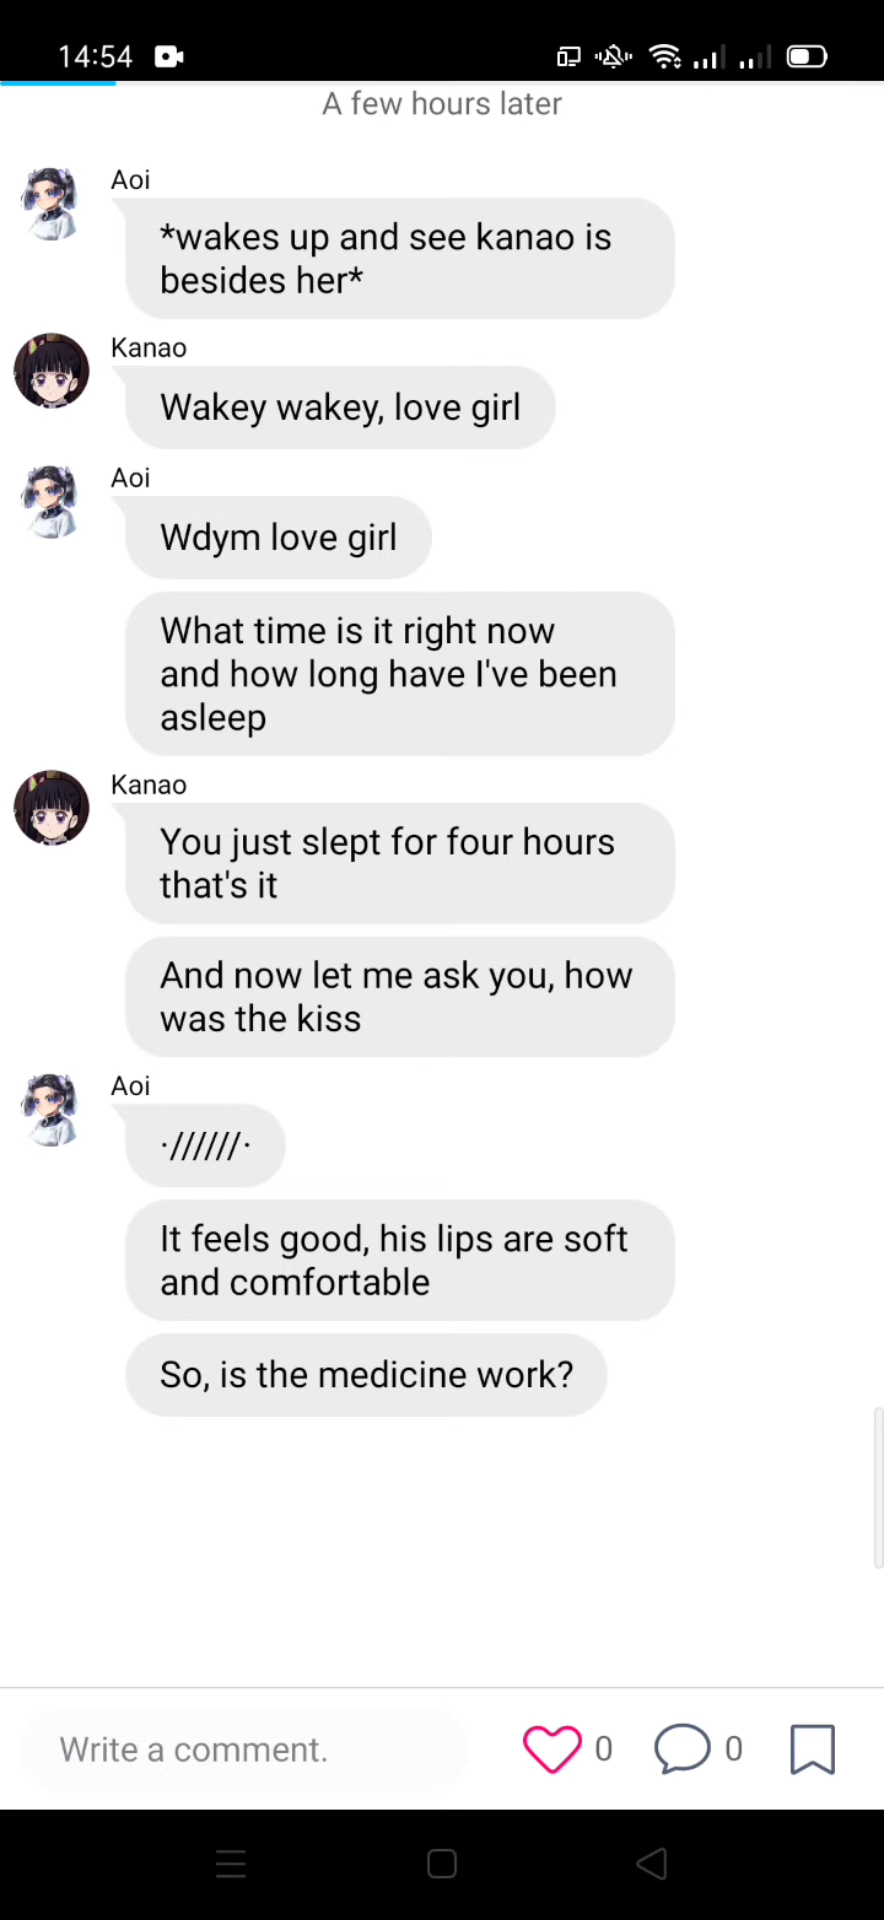 14:54
A few hours later
Aoi
*wakes up and see kanao is
besides her*
Kanao
Wakey wakey, love girl
Aoi
Wdym love girl
What time is it right now
and how long have I've been
asleep
Kanao
You just slept for four hours
that's it
And now let me ask you, how
was the kiss
Aoi
·//////·
It feels good, his lips are soft
and comfortable
So, is the medicine work?
Write a comment.
0
0